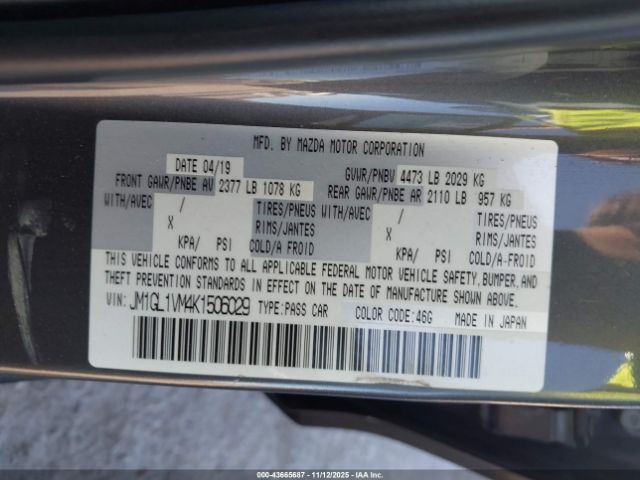 MFD. BY MAZDA MOTOR CORPORATION
DATE 04/19 GVWR/PNBV 4473 LB 2029 KG
FRONT GAWR/PNBE AV 2377 LB 1078 KG REAR GAWR/PNBE AR 2110 LB 957 KG
WITH/AVEC / TIRES/PNEUS WITH/AVEC / TIRES/PNEUS
X RIMS/JANTES X RIMS/JANTES
KPA/ PSI COLD/A FROID KPA/ PSI COLD/A-FROID
THIS VEHICLE CONFORMS TO ALL APPLICABLE FEDERAL MOTOR VEHICLE SAFETY, BUMPER, AND
THEFT PREVENTION STANDARDS IN EFFECT ON THE DATE OF MANUFACTURE SHOWN ABOVE.
VIN: JM1GL1VM4K1506029 TYPE:PASS CAR COLOR CODE:46G MADE IN JAPAN
© Brokerage - 43665687 - 11/12/2025 - IAA Inc.